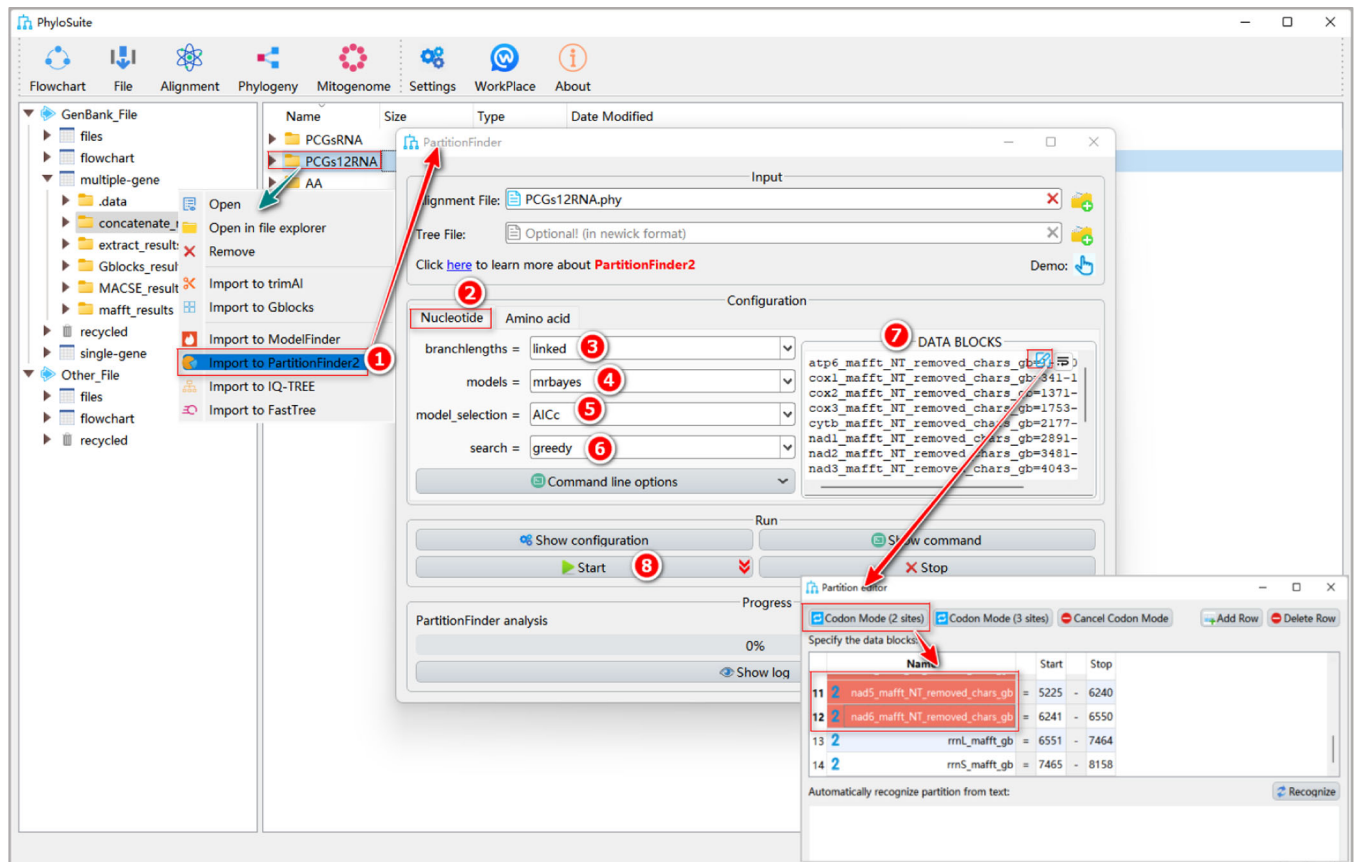 PhyloSuite
Flowchart File Alignment Phylogeny Mitogenome Settings WorkPlace About
GenBank_File
files
flowchart
multiple-gene
.data
concatenate_r
extract_results
Gblocks_resul
MACSE_result
mafft_results
recycled
single-gene
Other_File
files
flowchart
recycled
Name Size Type Date Modified
PCGsRNA
PCGs12RNA
AA
Open
Open in file explorer
Remove
Import to trimAl
Import to Gblocks
Import to ModelFinder
Import to PartitionFinder2 1
Import to IQ-TREE
Import to FastTree
PartitionFinder
Input
Alignment File: PCGs12RNA.phy
Tree File: Optional! (in newick format)
Click here to learn more about PartitionFinder2 Demo:
Configuration
2
Nucleotide Amino acid
branchlengths = linked 3
models = mrbayes 4
model_selection = AICc 5
search = greedy 6
Command line options
7
DATA BLOCKS
atp6_mafft_NT_removed_chars_gb
cox1_mafft_NT_removed_chars_gb=341-1
cox2_mafft_NT_removed_chars_gb=1371-
cox3_mafft_NT_removed_chars_gb=1753-
cytb_mafft_NT_removed_chars_gb=2177-
nad1_mafft_NT_removed_chars_gb=2891-
nad2_mafft_NT_removed_chars_gb=3481-
nad3_mafft_NT_removed_chars_gb=4043-
Run
Show configuration Show command
Start 8 Stop
Progress
PartitionFinder analysis
0%
Show log
Partition editor
Codon Mode (2 sites) Codon Mode (3 sites) Cancel Codon Mode Add Row Delete Row
Specify the data blocks:
Name Start Stop
11 2 nad5_mafft_NT_removed_chars_gb = 5225 - 6240
12 2 nad6_mafft_NT_removed_chars_gb = 6241 - 6550
13 2 rrnL_mafft_gb = 6551 - 7464
14 2 rrnS_mafft_gb = 7465 - 8158
Automatically recognize partition from text: Recognize